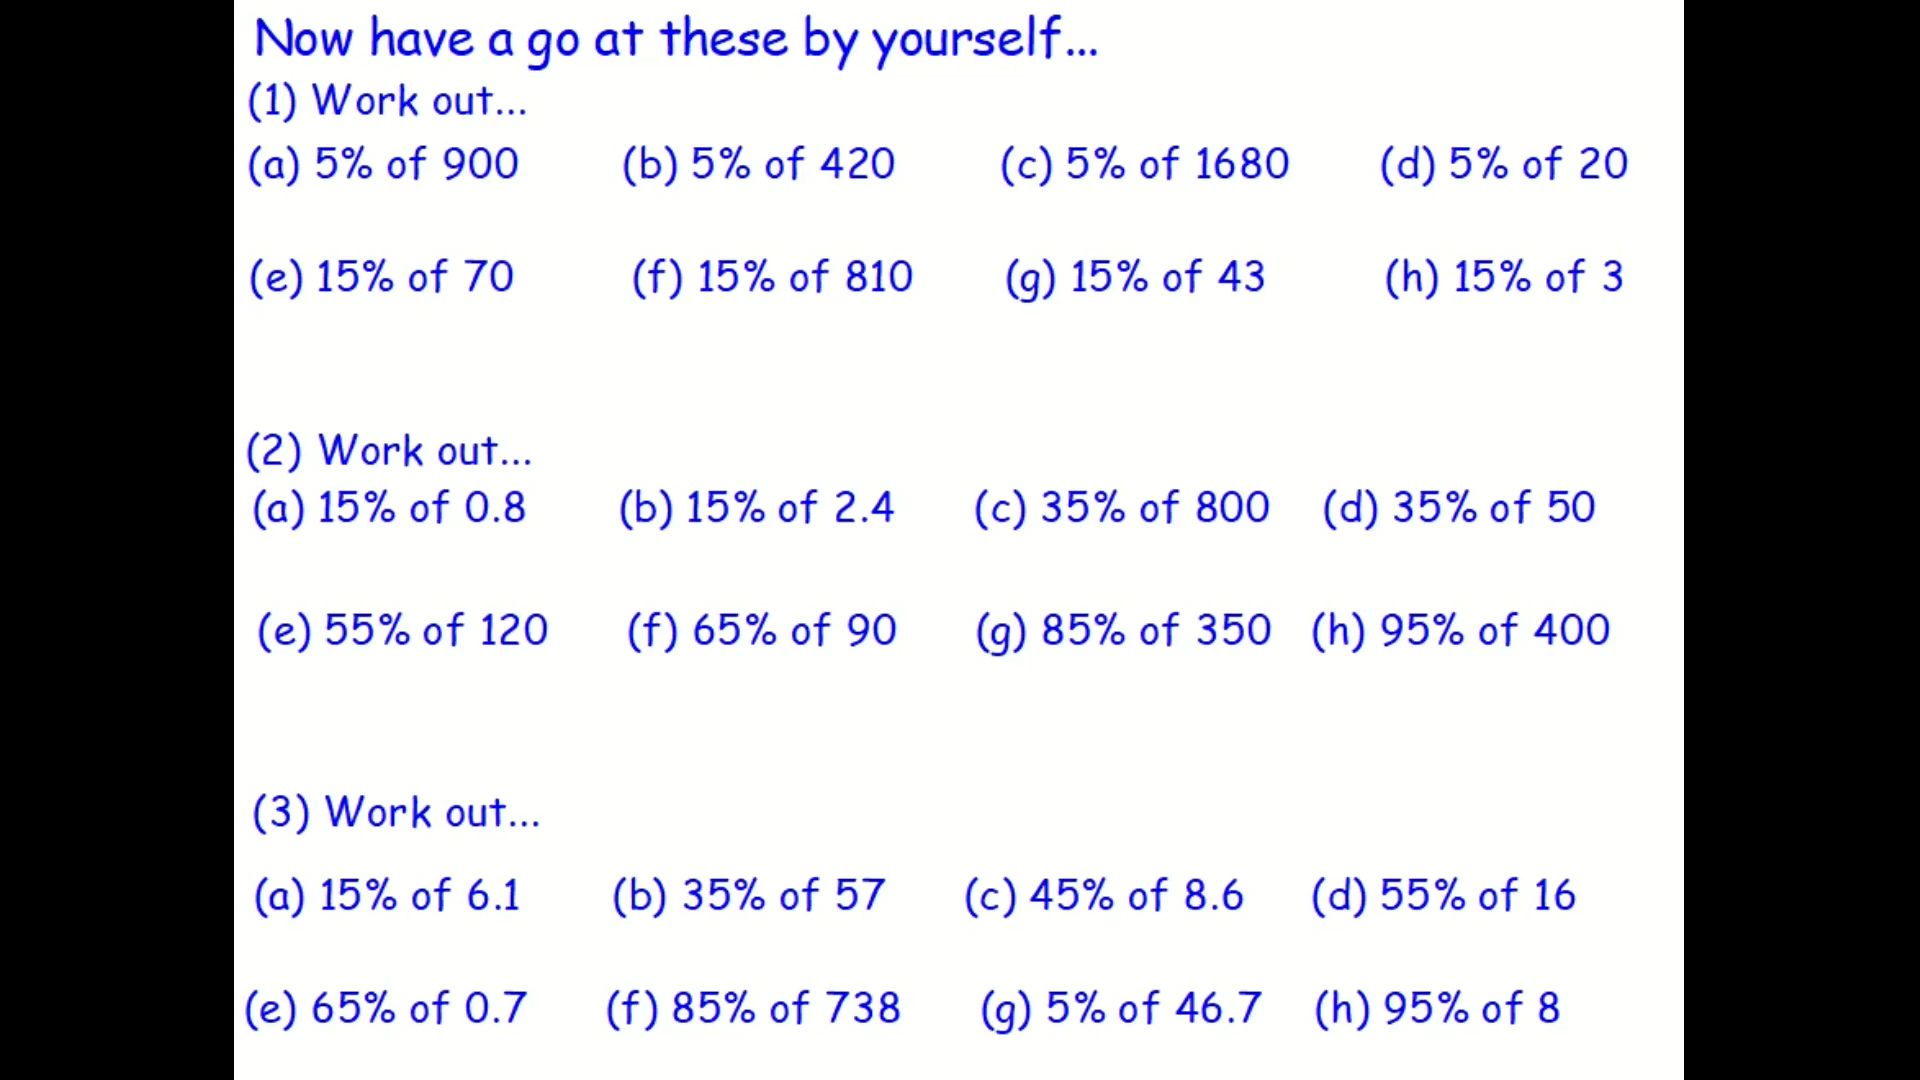 Now have a go at these by yourself...
(1) Work out...
(a) 5% of 900 (b) 5% of 420 (c) 5% of 1680 (d) 5% of 20
(e) 15% of 70 (f) 15% of 810 (g) 15% of 43 (h) 15% of 3
(2) Work out...
(a) 15% of 0.8 (b) 15% of 2.4 (c) 35% of 800 (d) 35% of 50
(e) 55% of 120 (f) 65% of 90 (g) 85% of 350 (h) 95% of 400
(3) Work out...
(a) 15% of 6.1 (b) 35% of 57 (c) 45% of 8.6 (d) 55% of 16
(e) 65% of 0.7 (f) 85% of 738 (g) 5% of 46.7 (h) 95% of 8